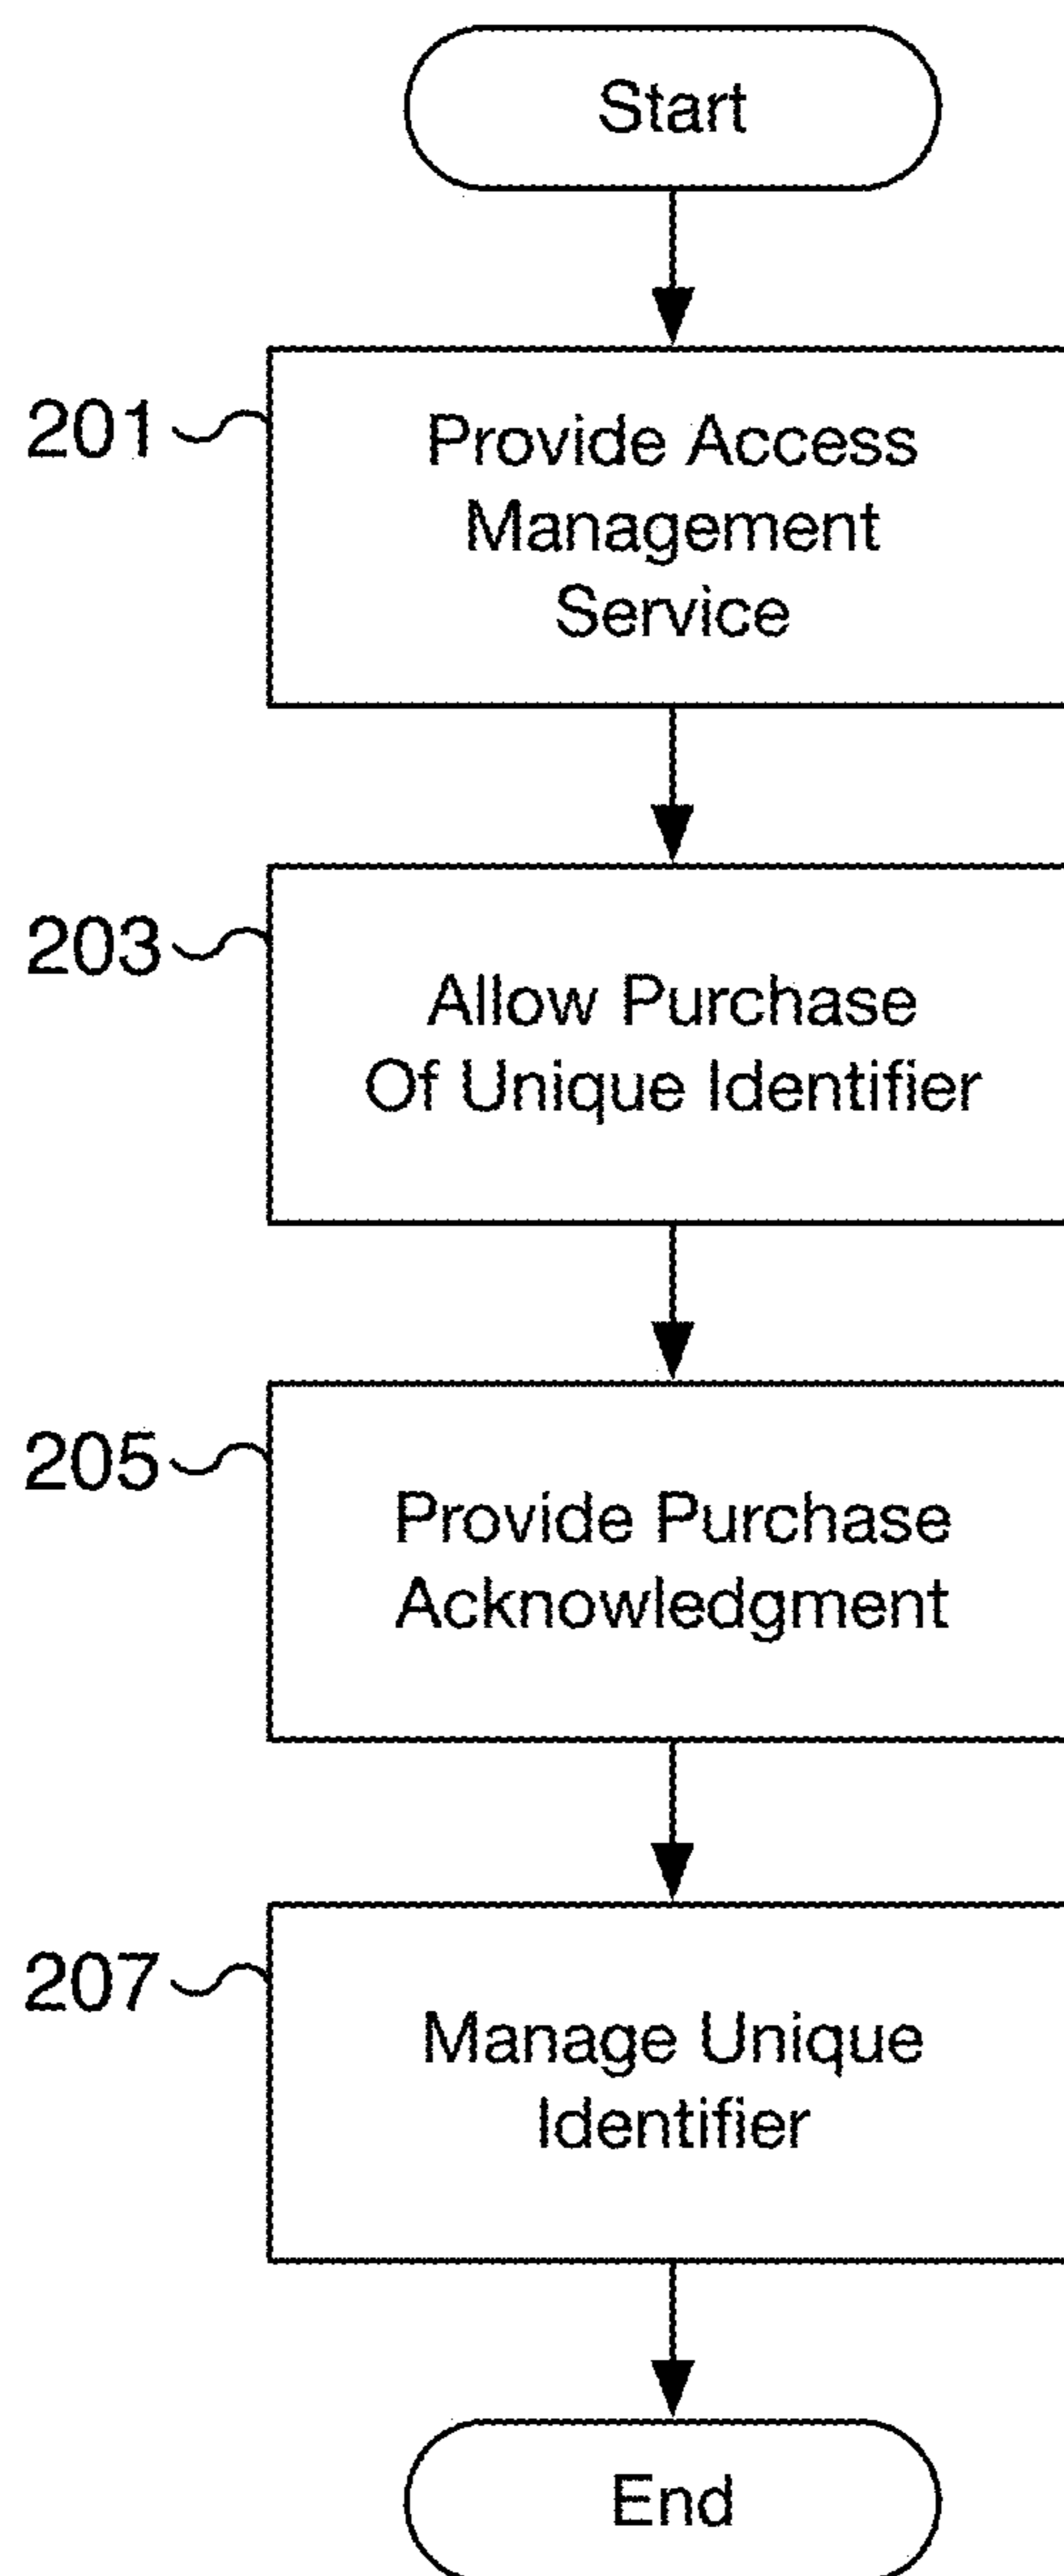 Start
201
Provide Access
Management
Service
203
Allow Purchase
Of Unique Identifier
205
Provide Purchase
Acknowledgment
207
Manage Unique
Identifier
End